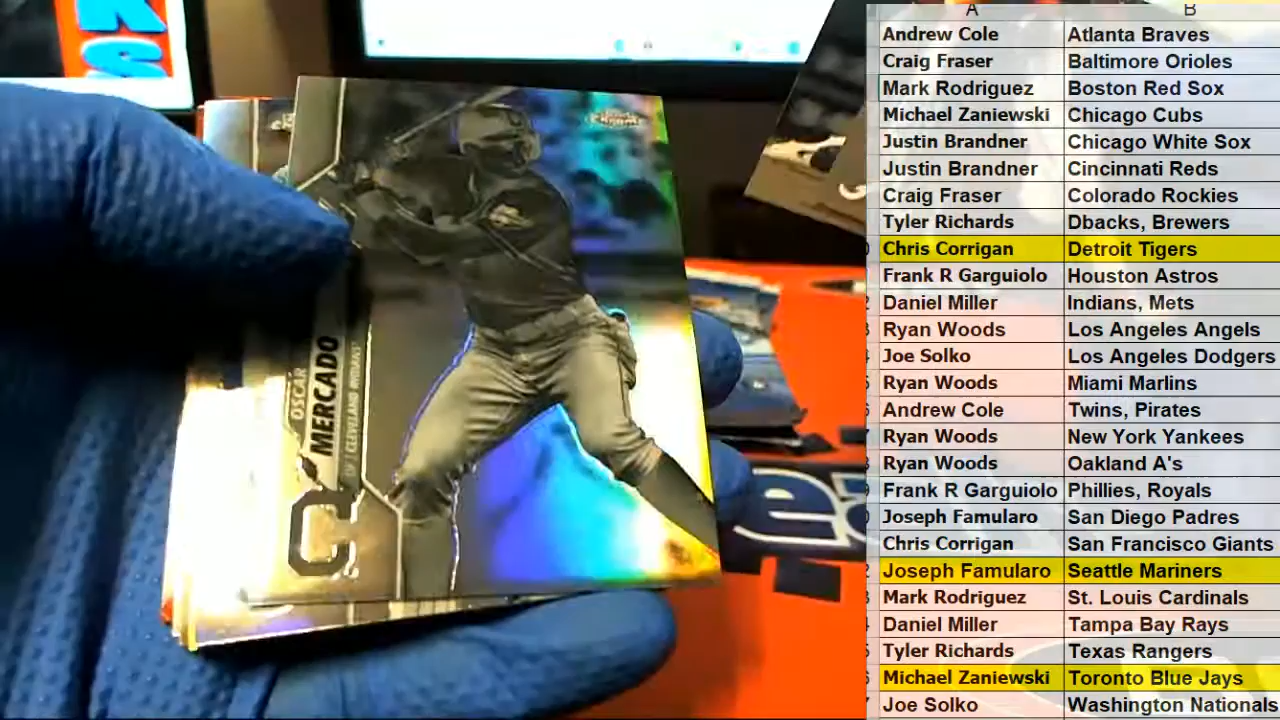 KS
A B
Andrew Cole Atlanta Braves
Craig Fraser Baltimore Orioles
Mark Rodriguez Boston Red Sox
Michael Zaniewski Chicago Cubs
Justin Brandner Chicago White Sox
Justin Brandner Cincinnati Reds
Craig Fraser Colorado Rockies
Tyler Richards Dbacks, Brewers
Chris Corrigan Detroit Tigers
Frank R Garguiolo Houston Astros
Daniel Miller Indians, Mets
Ryan Woods Los Angeles Angels
Joe Solko Los Angeles Dodgers
Ryan Woods Miami Marlins
Andrew Cole Twins, Pirates
Ryan Woods New York Yankees
Ryan Woods Oakland A's
Frank R Garguiolo Phillies, Royals
Joseph Famularo San Diego Padres
Chris Corrigan San Francisco Giants
Joseph Famularo Seattle Mariners
Mark Rodriguez St. Louis Cardinals
Daniel Miller Tampa Bay Rays
Tyler Richards Texas Rangers
Michael Zaniewski Toronto Blue Jays
Joe Solko Washington Nationals
Chrome
OSCAR
MERCADO
CLEVELAND INDIANS
C